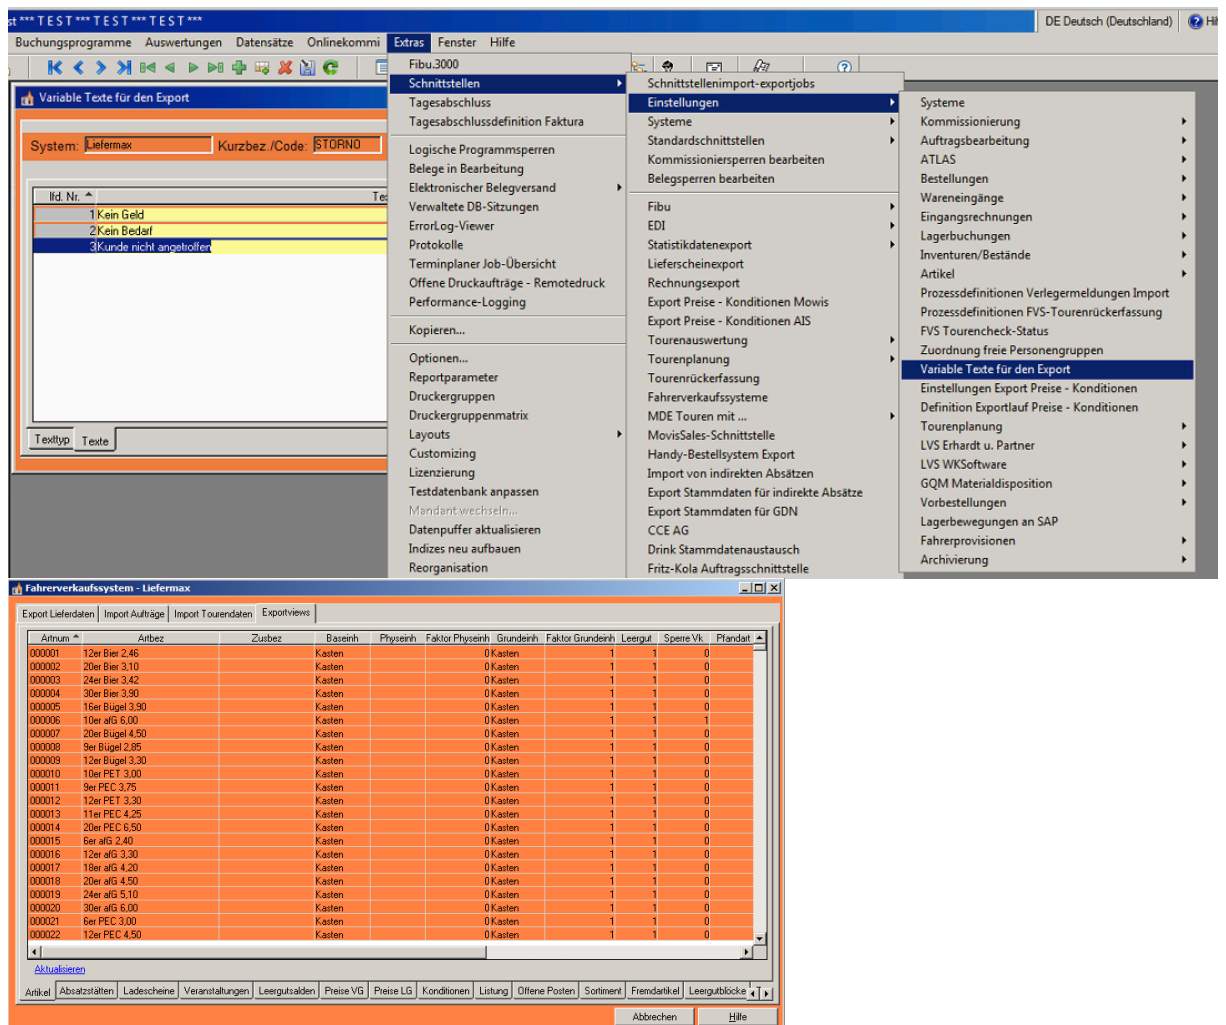 st *** T E S T *** T E S T *** T E S T ***
DE Deutsch (Deutschland)
Buchungsprogramme Auswertungen Datensätze Onlinekommi Extras Fenster Hilfe
Variable Texte für den Export
System: Liefermax Kurzbez./Code: STORNO
lfd. Nr.
1 Kein Geld
2 Kein Bedarf
3 Kunde nicht angetroffen
Texttyp Texte
Fibu.3000
Schnittstellen
Tagesabschluss
Tagesabschlussdefinition Faktura
Logische Programmsperren
Belege in Bearbeitung
Elektronischer Belegversand
Verwaltete DB-Sitzungen
ErrorLog-Viewer
Protokolle
Terminplaner Job-Übersicht
Offene Druckaufträge - Remotedruck
Performance-Logging
Kopieren...
Optionen...
Reportparameter
Druckergruppen
Druckergruppenmatrix
Layouts
Customizing
Lizenzierung
Testdatenbank anpassen
Mandant wechseln...
Datenpuffer aktualisieren
Indizes neu aufbauen
Reorganisation
Schnittstellenimport-exportjobs
Einstellungen
Systeme
Standardschnittstellen
Kommissioniersperren bearbeiten
Belegsperren bearbeiten
Fibu
EDI
Statistikdatenexport
Lieferscheinexport
Rechnungsexport
Export Preise - Konditionen Mowis
Export Preise - Konditionen AIS
Tourenauswertung
Tourenplanung
Tourenrückerfassung
Fahrerverkaufssysteme
MDE Touren mit ...
MovisSales-Schnittstelle
Handy-Bestellsystem Export
Import von indirekten Absätzen
Export Stammdaten für indirekte Absätze
Export Stammdaten für GDN
CCE AG
Drink Stammdatenaustausch
Fritz-Kola Auftragsschnittstelle
Systeme
Kommissionierung
Auftragsbearbeitung
ATLAS
Bestellungen
Wareneingänge
Eingangsrechnungen
Lagerbuchungen
Inventuren/Bestände
Artikel
Prozessdefinitionen Verlegermeldungen Import
Prozessdefinitionen FVS-Tourenrückerfassung
FVS Tourencheck-Status
Zuordnung freie Personengruppen
Variable Texte für den Export
Einstellungen Export Preise - Konditionen
Definition Exportlauf Preise - Konditionen
Tourenplanung
LVS Erhardt u. Partner
LVS WKSoftware
GQM Materialdisposition
Vorbestellungen
Lagerbewegungen an SAP
Fahrerprovisionen
Archivierung
Fahrerverkaufssystem - Liefermax
Export Lieferdaten Import Aufträge Import Tourendaten Exportviews
Artnum Artbez Zusbez Baseinh Physeinh Faktor Physeinh Grundeinh Faktor Grundeinh Leergut Sperre Vk Pfandart
000001 12er Bier 2,46 Kasten 0 Kasten 1 1 0
000002 20er Bier 3,10 Kasten 0 Kasten 1 1 0
000003 24er Bier 3,42 Kasten 0 Kasten 1 1 0
000004 30er Bier 3,90 Kasten 0 Kasten 1 1 0
000005 16er Bügel 3,90 Kasten 0 Kasten 1 1 0
000006 10er afG 6,00 Kasten 0 Kasten 1 1 1
000007 20er Bügel 4,50 Kasten 0 Kasten 1 1 0
000008 9er Bügel 2,85 Kasten 0 Kasten 1 1 0
000009 12er Bügel 3,30 Kasten 0 Kasten 1 1 0
000010 10er PET 3,00 Kasten 0 Kasten 1 1 0
000011 9er PEC 3,75 Kasten 0 Kasten 1 1 0
000012 12er PET 3,30 Kasten 0 Kasten 1 1 0
000013 11er PEC 4,25 Kasten 0 Kasten 1 1 0
000014 20er PEC 6,50 Kasten 0 Kasten 1 1 0
000015 6er afG 2,40 Kasten 0 Kasten 1 1 0
000016 12er afG 3,30 Kasten 0 Kasten 1 1 0
000017 18er afG 4,20 Kasten 0 Kasten 1 1 0
000018 20er afG 4,50 Kasten 0 Kasten 1 1 0
000019 24er afG 5,10 Kasten 0 Kasten 1 1 0
000020 30er afG 6,00 Kasten 0 Kasten 1 1 0
000021 6er PEC 3,00 Kasten 0 Kasten 1 1 0
000022 12er PEC 4,50 Kasten 0 Kasten 1 1 0
Aktualisieren
Artikel Absatzstätten Ladescheine Veranstaltungen Leergutsalden Preise VG Preise LG Konditionen Listung Offene Posten Sortiment Fremdartikel Leergutblöcke
Abbrechen Hilfe